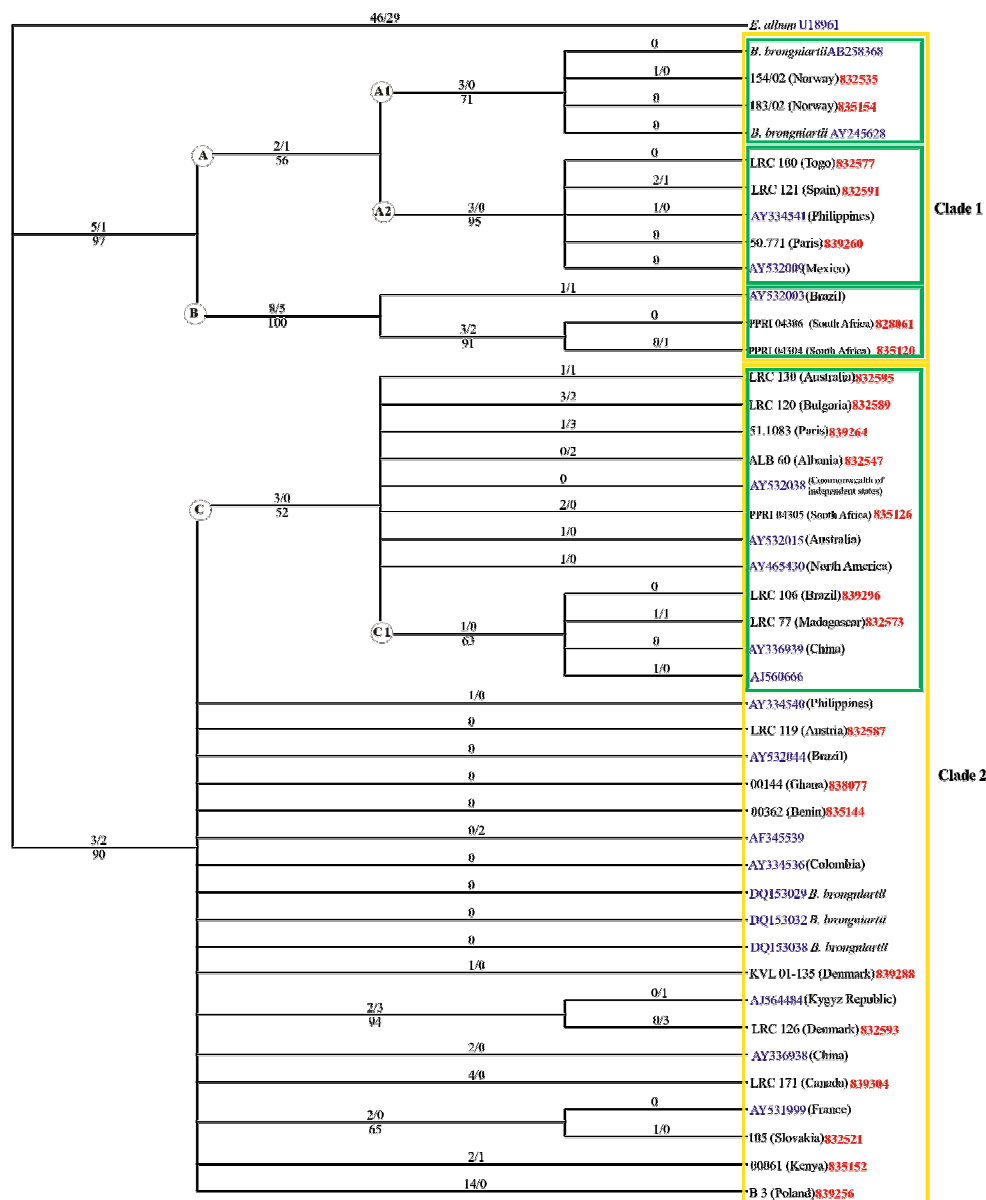 46/29
E. album U18961
0
B. brongniartii AB258368
1/0
154/02 (Norway) 832535
3/0
A1
71
0
183/02 (Norway) 835154
0
B. brongniartii AY245628
2/1
A
56
0
LRC 100 (Togo) 832577
2/1
LRC 121 (Spain) 832591
Clade 1
3/0
A2
95
1/0
AY334541 (Philippines)
5/1
97
0
50.771 (Paris) 839260
0
AY532009 (Mexico)
1/1
AY532003 (Brazil)
8/5
B
100
0
PPRI 04306 (South Africa) 828061
3/2
91
0/1
PPRI 04304 (South Africa) 835120
1/1
LRC 130 (Australia) 832595
3/2
LRC 120 (Bulgaria) 832589
1/3
51.1083 (Paris) 839264
0/2
ALB 60 (Albania) 832547
0
AY532038 (Commonwealth of independent states)
3/0
C
52
2/0
PPRI 04305 (South Africa) 835126
1/0
AY532015 (Australia)
1/0
AY465430 (North America)
0
LRC 106 (Brazil) 839296
1/0
C1
63
1/1
LRC 77 (Madagascar) 832573
0
AY336939 (China)
1/0
AJ560666
1/0
AY334540 (Philippines)
0
LRC 119 (Austria) 832587
0
AY532044 (Brazil)
Clade 2
0
00144 (Ghana) 838077
0
00362 (Benin) 835144
0/2
AF345539
3/2
90
0
AY334536 (Colombia)
0
DQ153029 B. brongniartii
0
DQ153032 B. brongniartii
0
DQ153038 B. brongniartii
1/0
KVL 01-135 (Denmark) 839288
0/1
AJ564484 (Kygyz Republic)
2/3
94
0/3
LRC 126 (Denmark) 832593
2/0
AY336938 (China)
4/0
LRC 171 (Canada) 839304
0
AY531999 (France)
2/0
65
1/0
105 (Slovakia) 832521
2/1
00061 (Kenya) 835152
14/0
B 3 (Poland) 839256